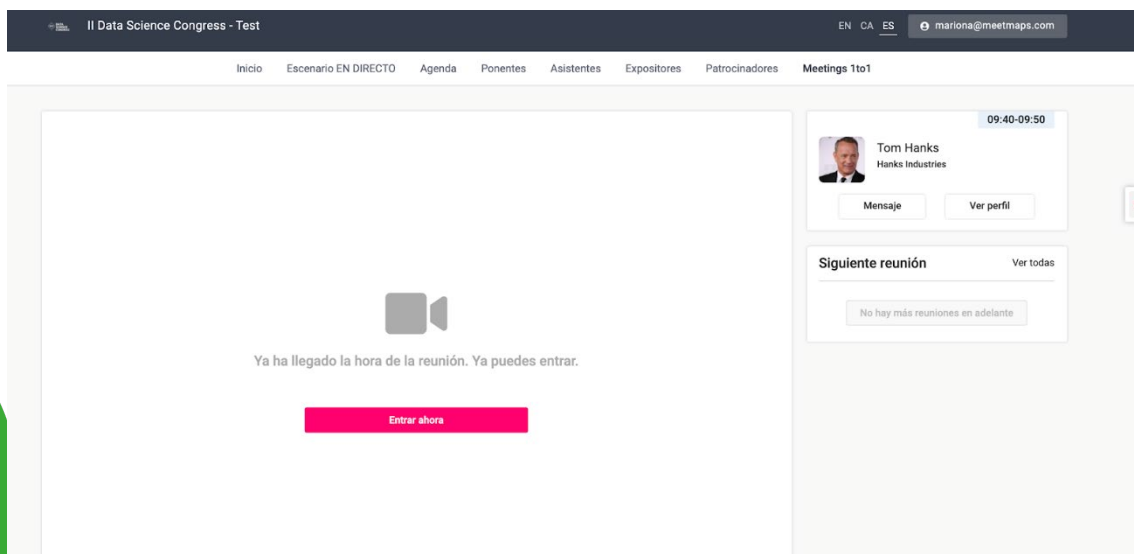 II Data Science Congress - Test
EN CA ES mariona@meetmaps.com
Inicio Escenario EN DIRECTO Agenda Ponentes Asistentes Expositores Patrocinadores Meetings 1to1
09:40-09:50
Tom Hanks
Hanks Industries
Mensaje Ver perfil
Siguiente reunión Ver todas
No hay más reuniones en adelante
Ya ha llegado la hora de la reunión. Ya puedes entrar.
Entrar ahora